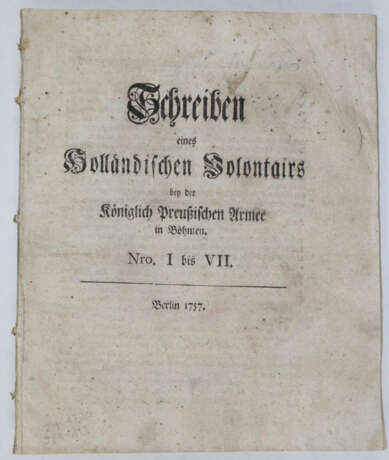 Schreiben
eines
Holländischen Volontairs
bey der
Königlich Preußischen Armee
in Böhmen.
Nro. I bis VII.
Berlin 1757.